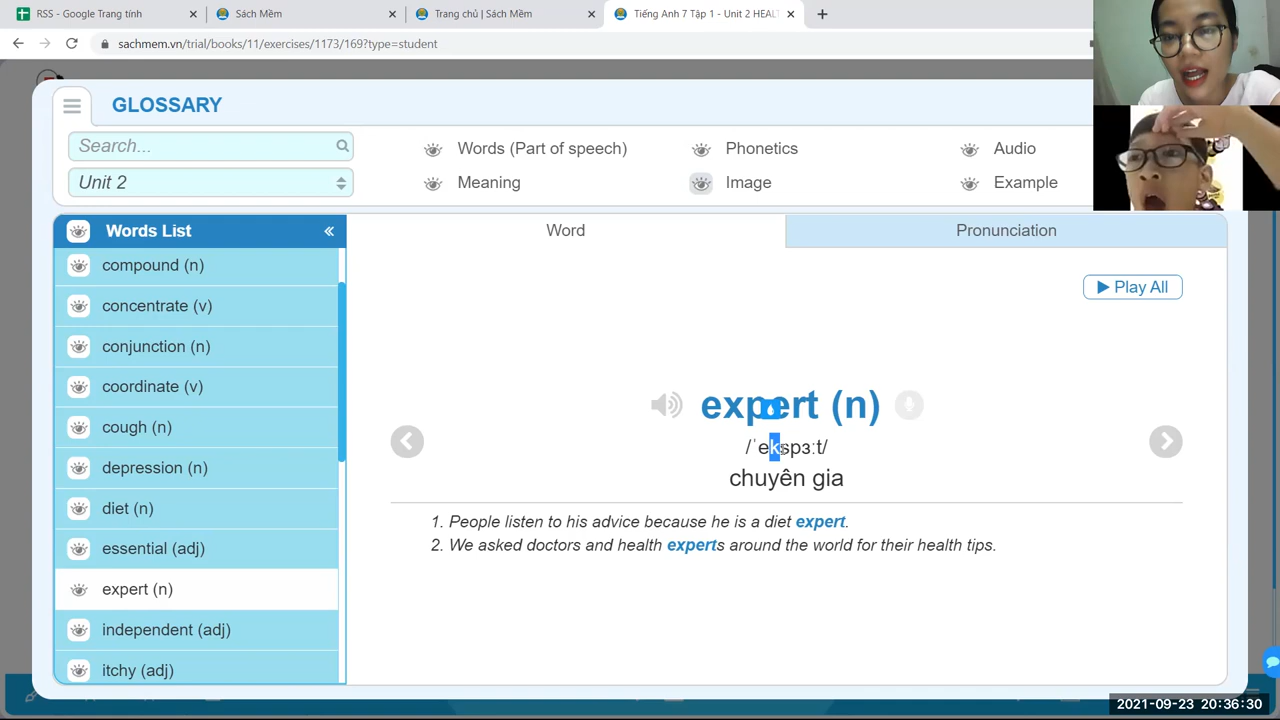 RSS - Google Trang tính
Sách Mềm
Trang chủ | Sách Mềm
Tiếng Anh 7 Tập 1 - Unit 2 HEAL
sachmem.vn/trial/books/11/exercises/1173/169?type=student
GLOSSARY
Search...
Unit 2
Words (Part of speech)
Phonetics
Audio
Meaning
Image
Example
Words List
«
compound (n)
concentrate (v)
conjunction (n)
coordinate (v)
cough (n)
depression (n)
diet (n)
essential (adj)
expert (n)
independent (adj)
itchy (adj)
Word
Pronunciation
Play All
expert (n)
/ˈekspɜːt/
chuyên gia
1. People listen to his advice because he is a diet expert.
2. We asked doctors and health experts around the world for their health tips.
2021-09-23 20:36:30